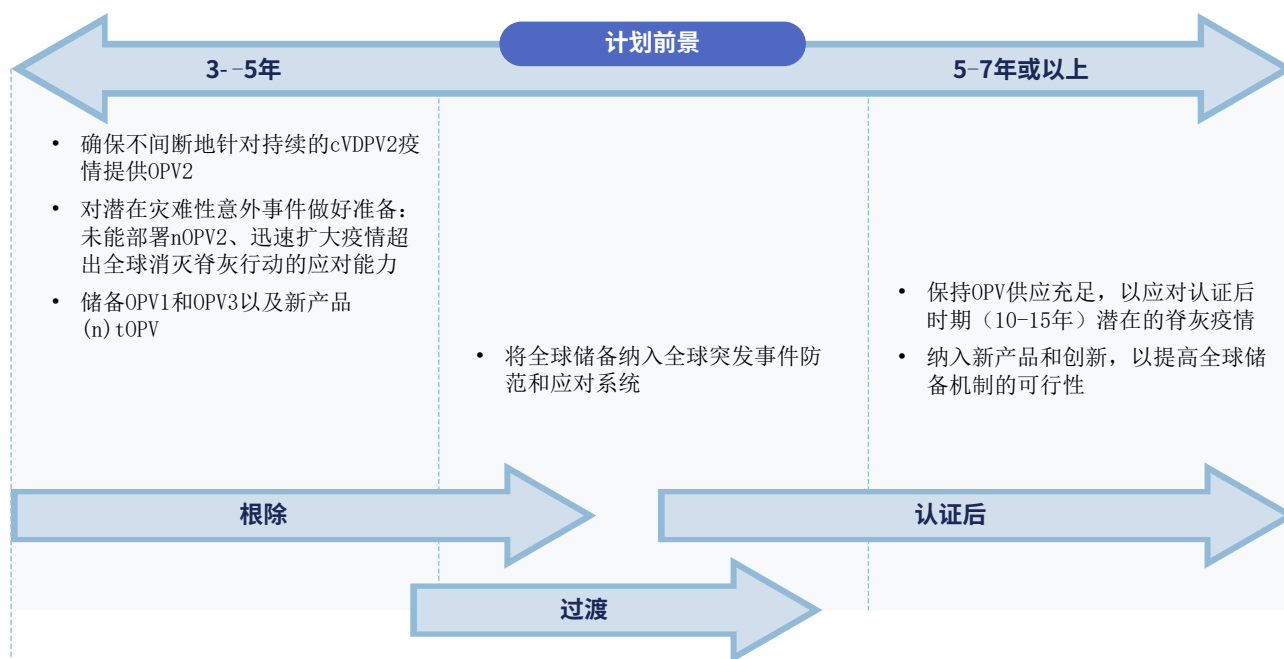 计划前景
3-–5年
5-7年或以上
• 确保不间断地针对持续的cVDPV2疫
情提供OPV2
• 对潜在灾难性意外事件做好准备：
未能部署nOPV2、迅速扩大疫情超
出全球消灭脊灰行动的应对能力
• 储备OPV1和OPV3以及新产品
(n)tOPV
• 将全球储备纳入全球突发事件防
范和应对系统
• 保持OPV供应充足，以应对认证后
时期（10-15年）潜在的脊灰疫情
• 纳入新产品和创新，以提高全球储
备机制的可行性
根除
认证后
过渡